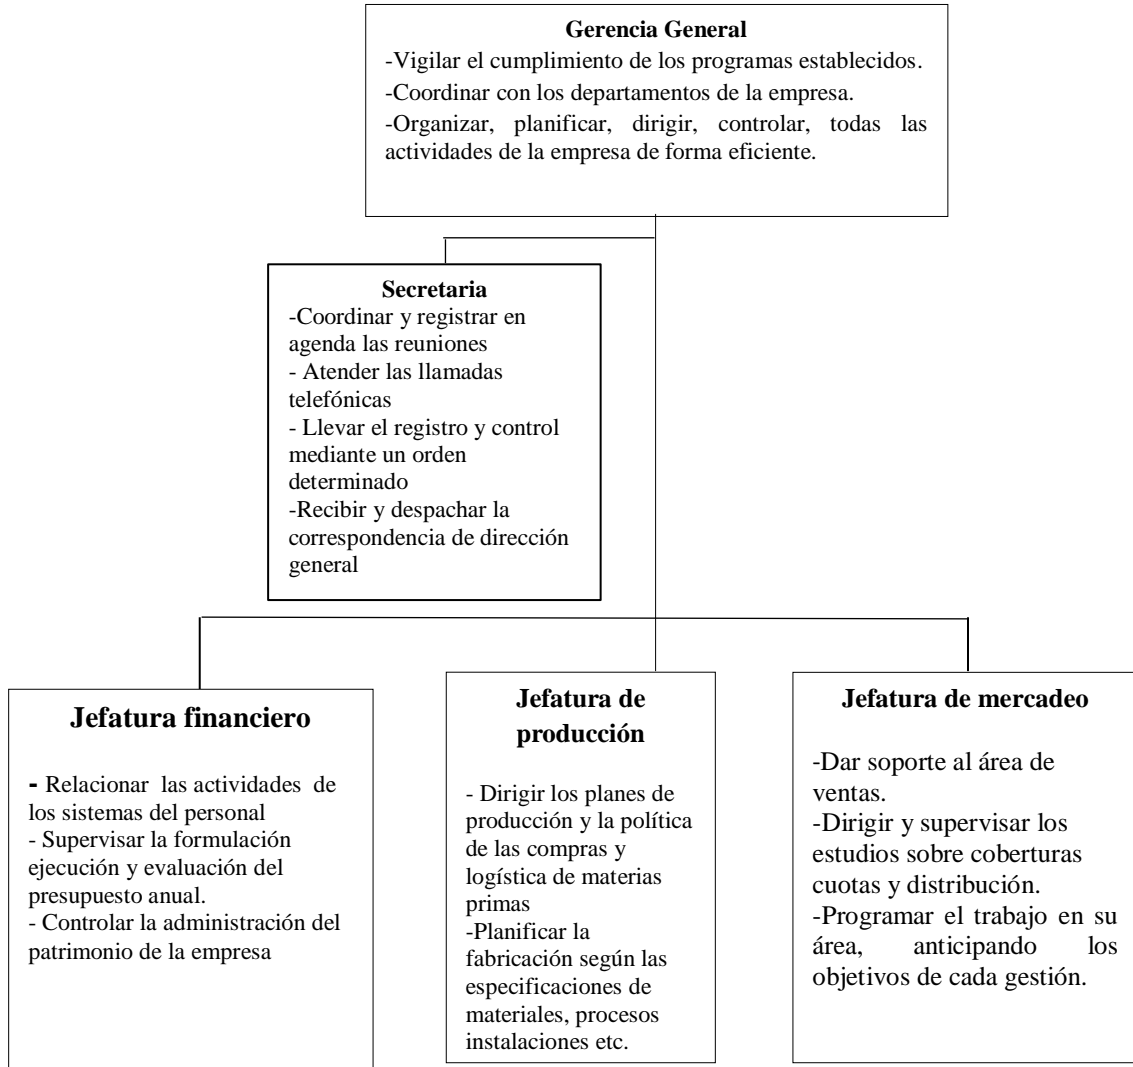 Gerencia General
-Vigilar el cumplimiento de los programas establecidos.
-Coordinar con los departamentos de la empresa.
-Organizar, planificar, dirigir, controlar, todas las
actividades de la empresa de forma eficiente.
Secretaria
-Coordinar y registrar en
agenda las reuniones
- Atender las llamadas
telefónicas
- Llevar el registro y control
mediante un orden
determinado
-Recibir y despachar la
correspondencia de dirección
general
Jefatura financiero
- Relacionar las actividades de
los sistemas del personal
- Supervisar la formulación
ejecución y evaluación del
presupuesto anual.
- Controlar la administración del
patrimonio de la empresa
Jefatura de
producción
- Dirigir los planes de
producción y la política
de las compras y
logística de materias
primas
-Planificar la
fabricación según las
especificaciones de
materiales, procesos
instalaciones etc.
Jefatura de mercadeo
-Dar soporte al área de
ventas.
-Dirigir y supervisar los
estudios sobre coberturas
cuotas y distribución.
-Programar el trabajo en su
área, anticipando los
objetivos de cada gestión.